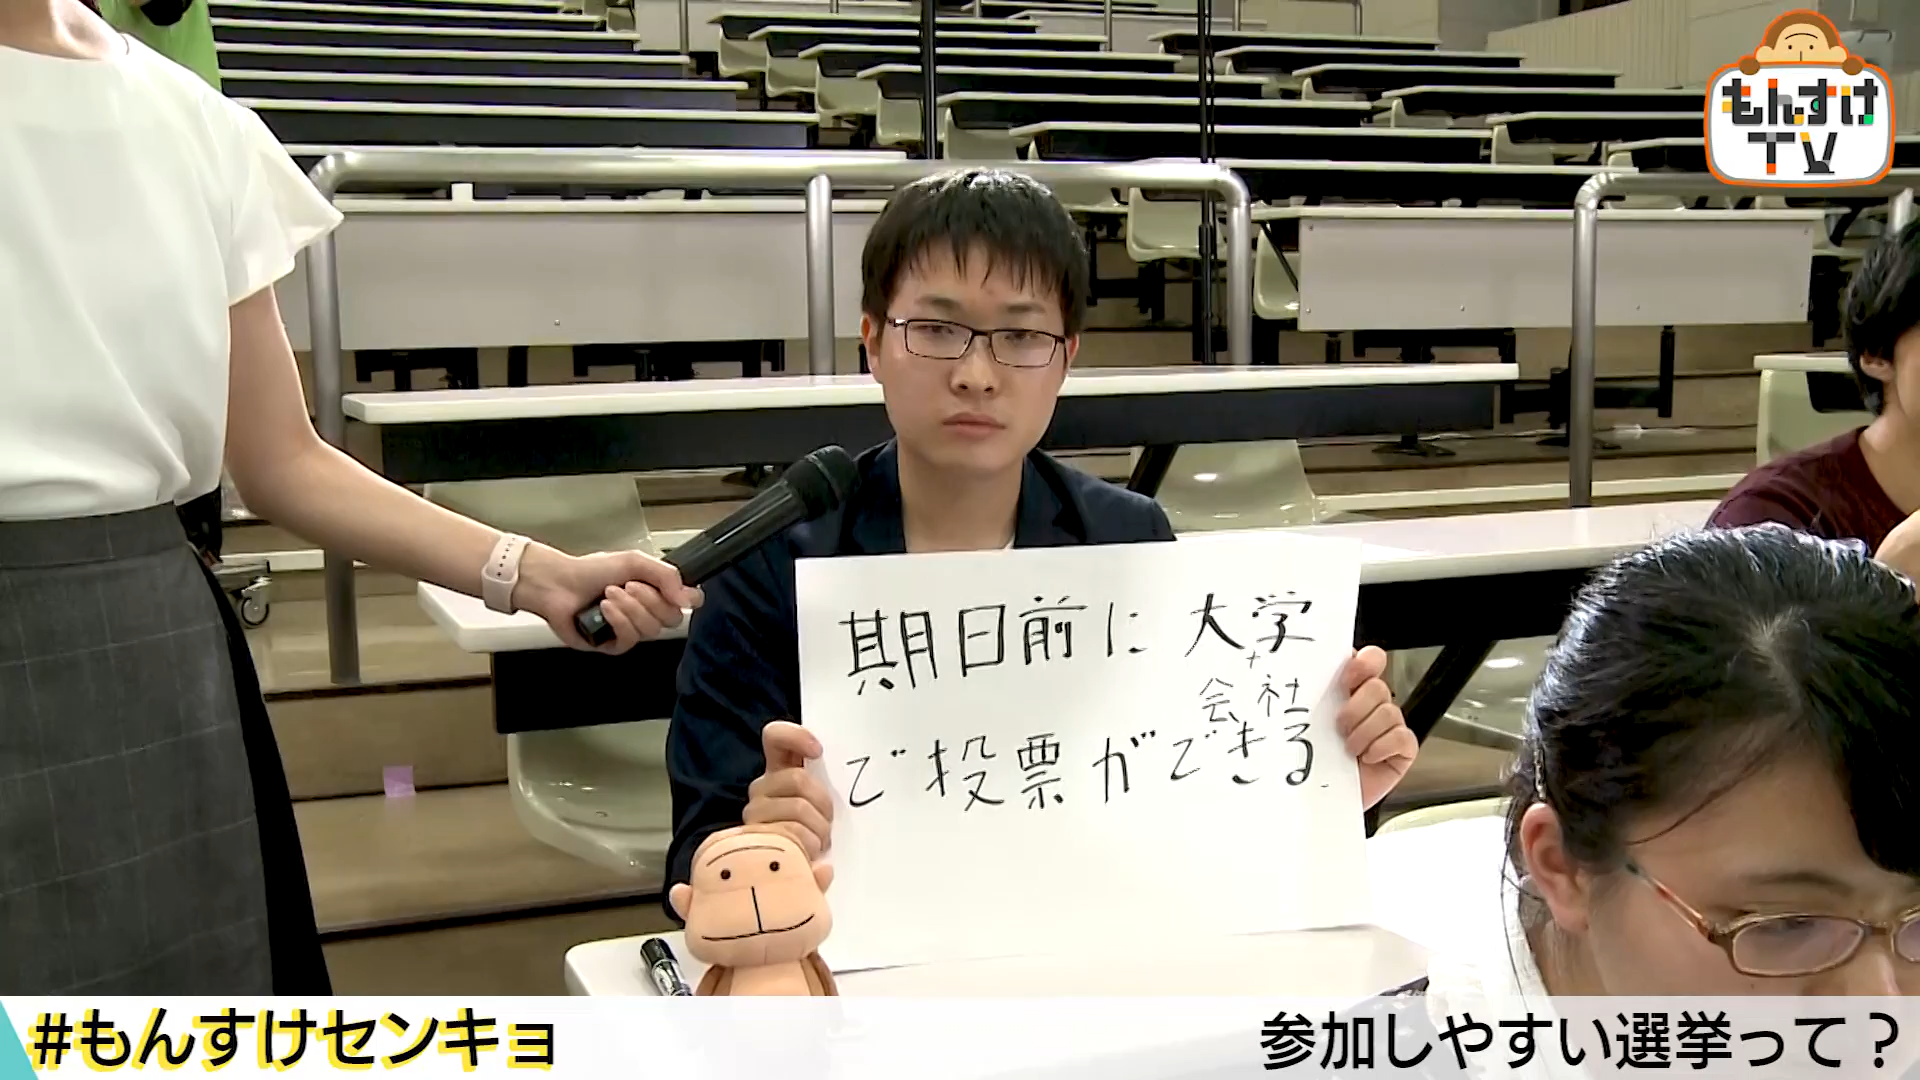 もんすけ
TV
期日前に 大学
+
会社
で投票ができる
#もんすけセンキョ
参加しやすい選挙って？